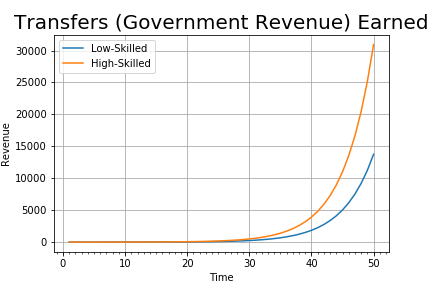 Transfers (Government Revenue) Earned
Low-Skilled
High-Skilled
30000
25000
20000
15000
10000
5000
0
Revenue
0 10 20 30 40 50
Time